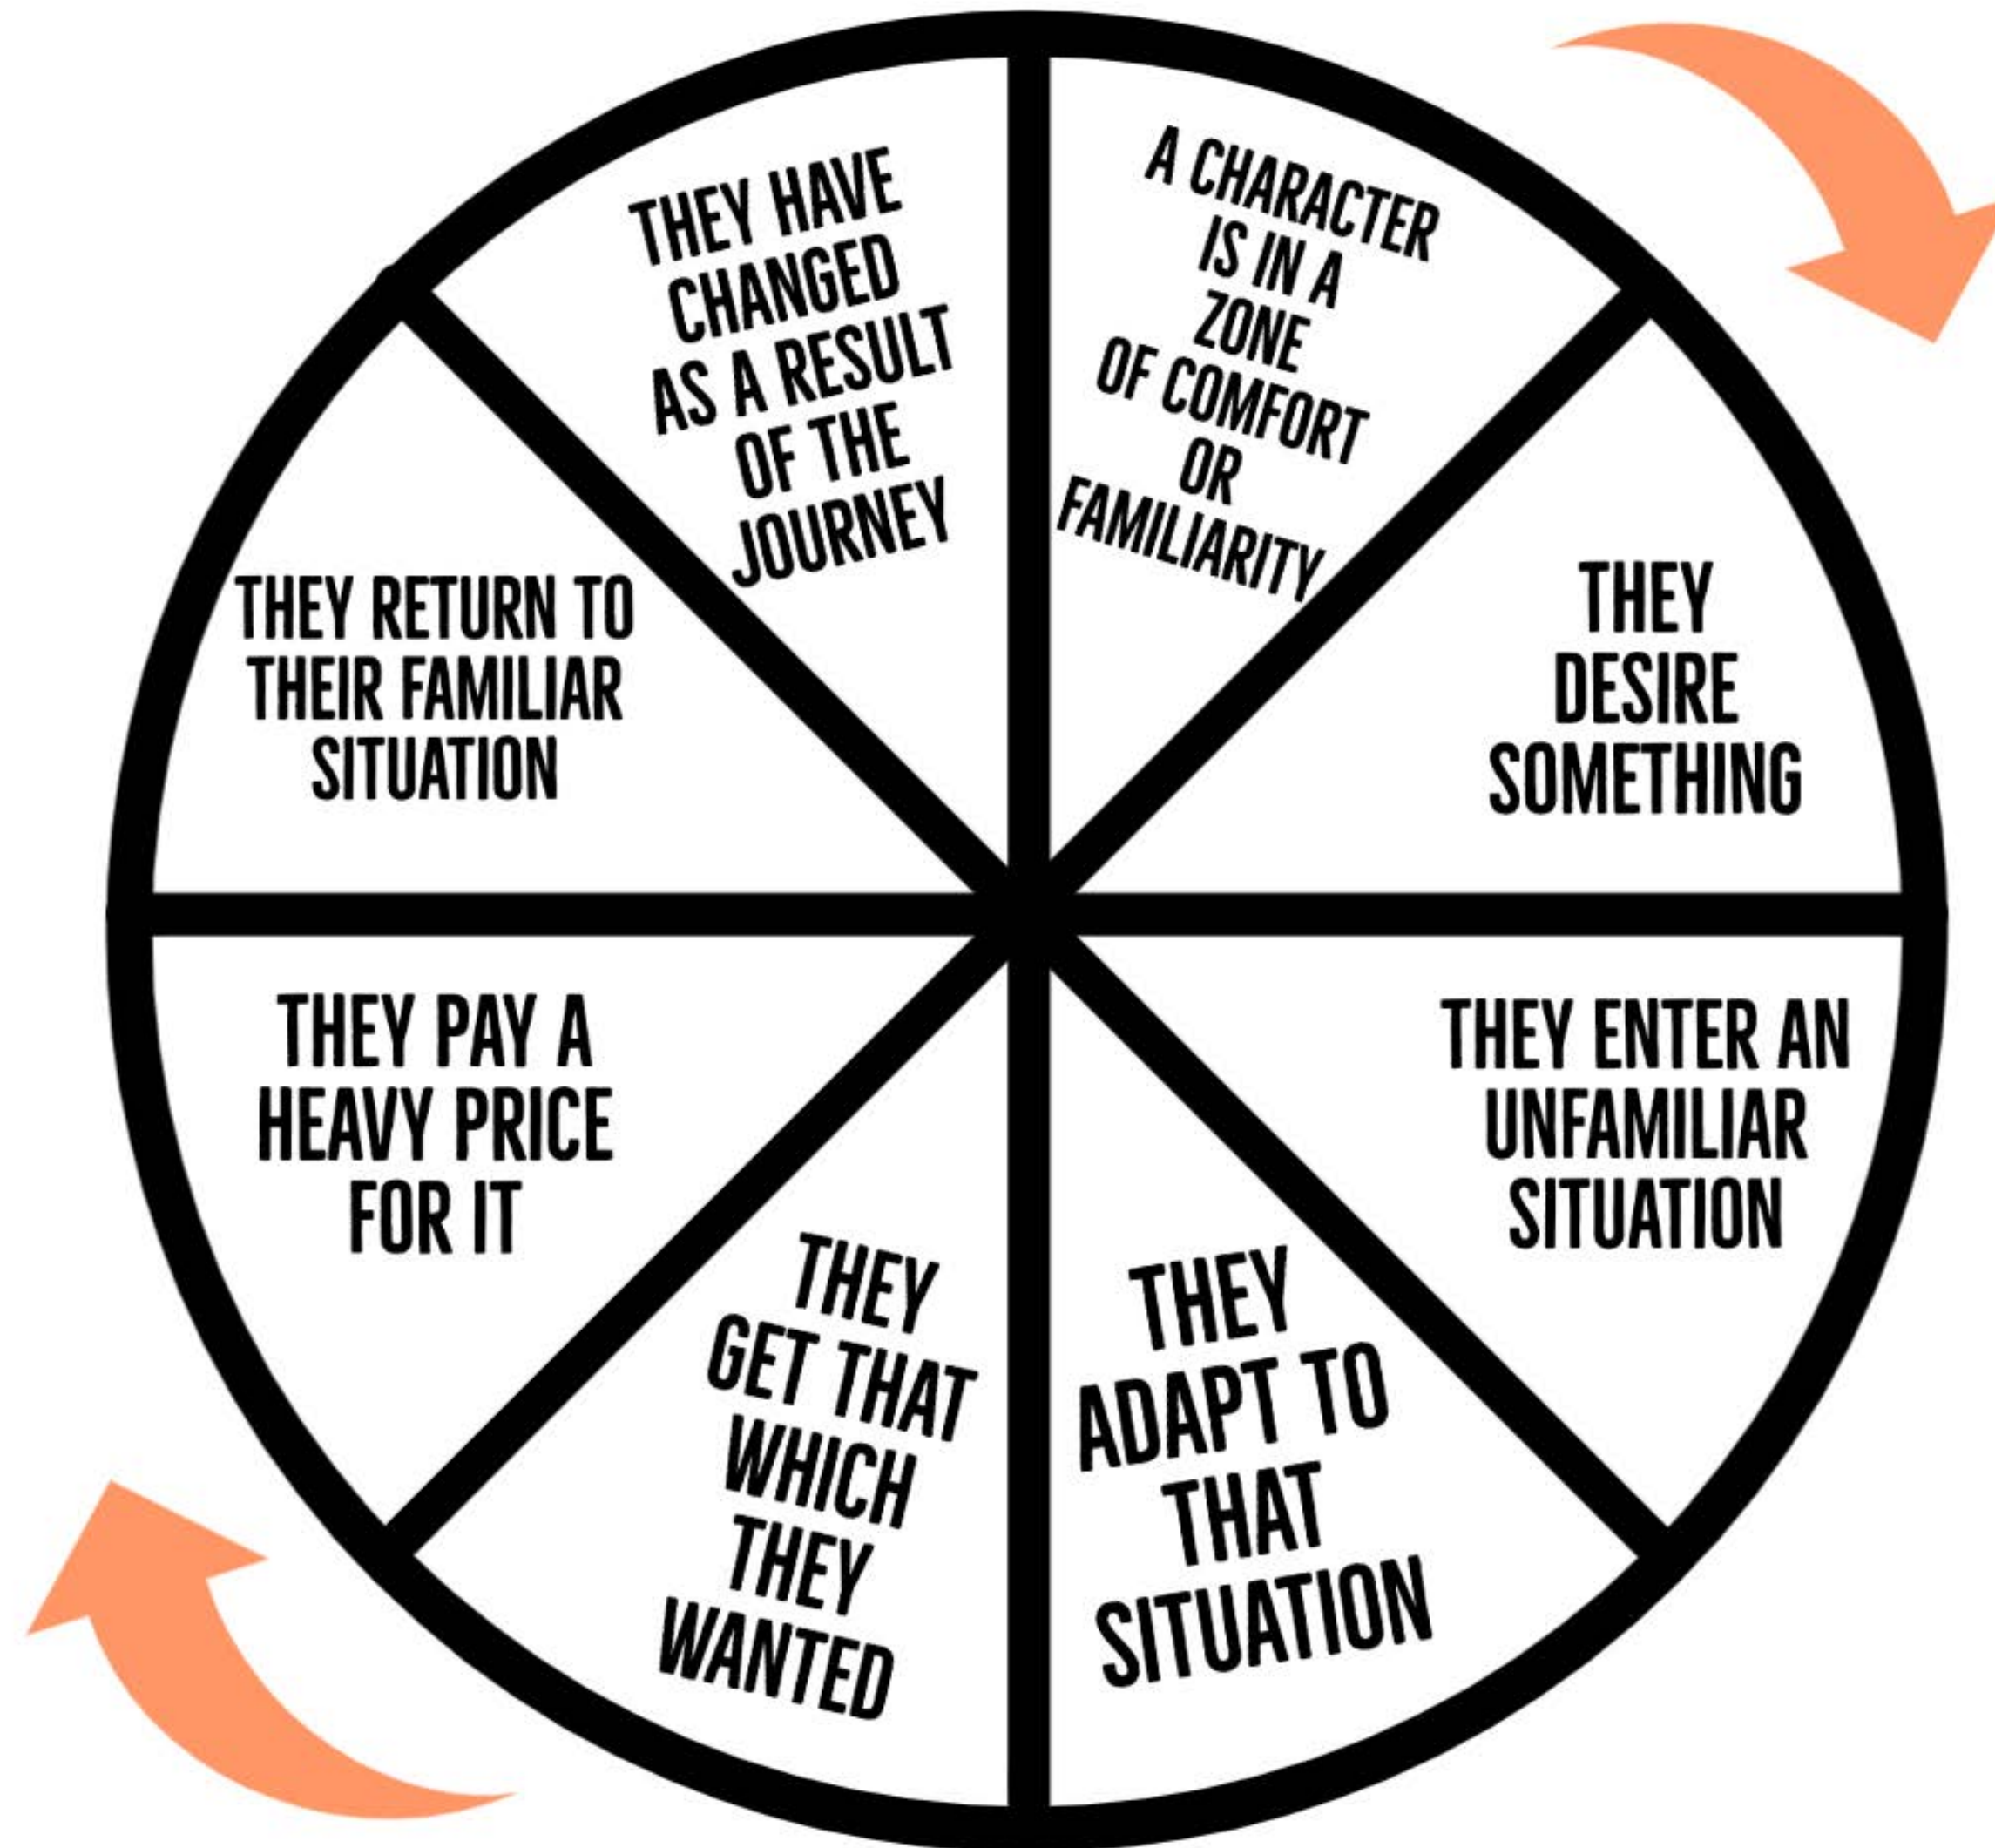 A CHARACTER
IS IN A
ZONE
OF COMFORT
OR
FAMILIARITY
THEY
DESIRE
SOMETHING
THEY ENTER AN
UNFAMILIAR
SITUATION
THEY
ADAPT TO
THAT
SITUATION
THEY
GET THAT
WHICH
THEY
WANTED
THEY PAY A
HEAVY PRICE
FOR IT
THEY RETURN TO
THEIR FAMILIAR
SITUATION
THEY HAVE
CHANGED
AS A RESULT
OF THE
JOURNEY